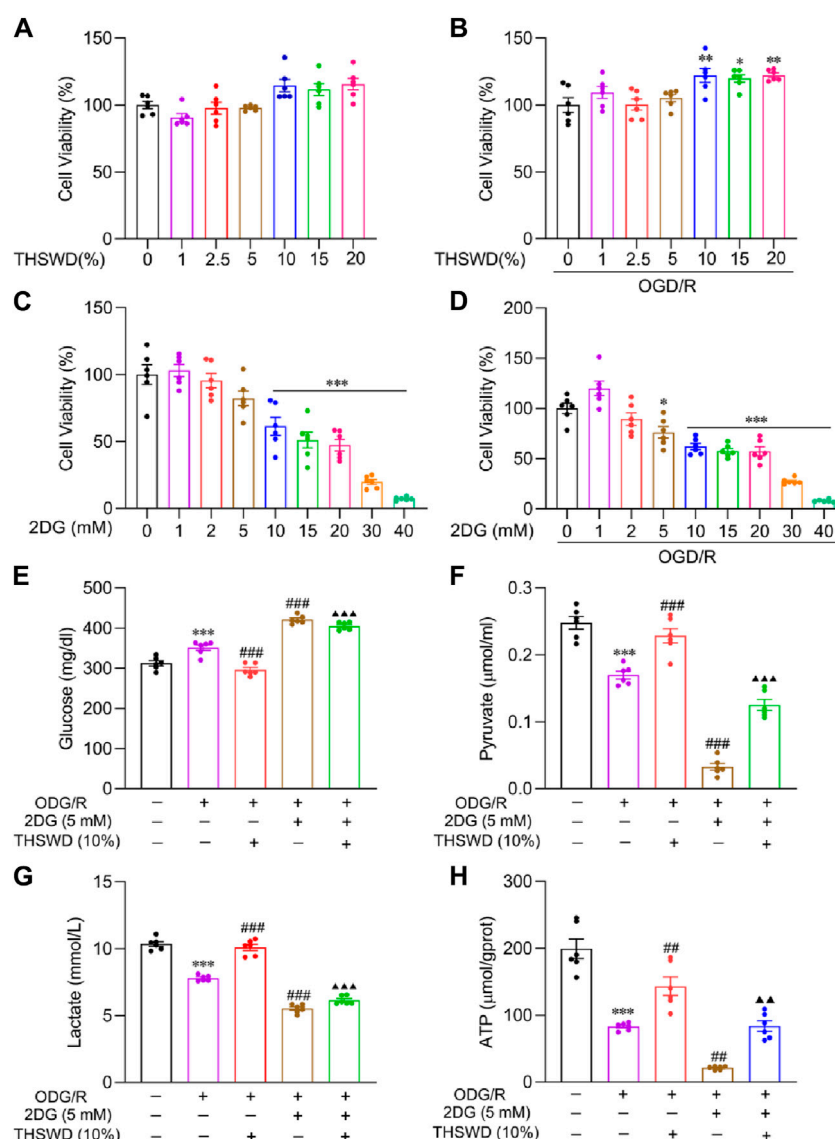 A
Cell Viability (%)
150
100
50
0
THSWD(%)
0 1 2.5 5 10 15 20
B
Cell Viability (%)
150
100
50
0
** * **
THSWD(%)
0 1 2.5 5 10 15 20
OGD/R
C
Cell Viability (%)
150
100
50
0
***
2DG (mM)
0 1 2 5 10 15 20 30 40
D
Cell Viability (%)
200
150
100
50
0
* ***
2DG (mM)
0 1 2 5 10 15 20 30 40
OGD/R
E
Glucose (mg/dl)
500
400
300
200
100
0
*** ### ### ▲▲▲
ODG/R − + + + +
2DG (5 mM) − − − + +
THSWD (10%) − − + − +
F
Pyruvate (μmol/ml)
0.3
0.2
0.1
0.0
*** ### ### ▲▲▲
ODG/R − + + + +
2DG (5 mM) − − − + +
THSWD (10%) − − + − +
G
Lactate (mmol/L)
15
10
5
0
*** ### ### ▲▲▲
ODG/R − + + + +
2DG (5 mM) − − − + +
THSWD (10%) − − + − +
H
ATP (μmol/gprot)
300
200
100
0
*** ## ## ▲▲
ODG/R − + + + +
2DG (5 mM) − − − + +
THSWD (10%) − − + − +